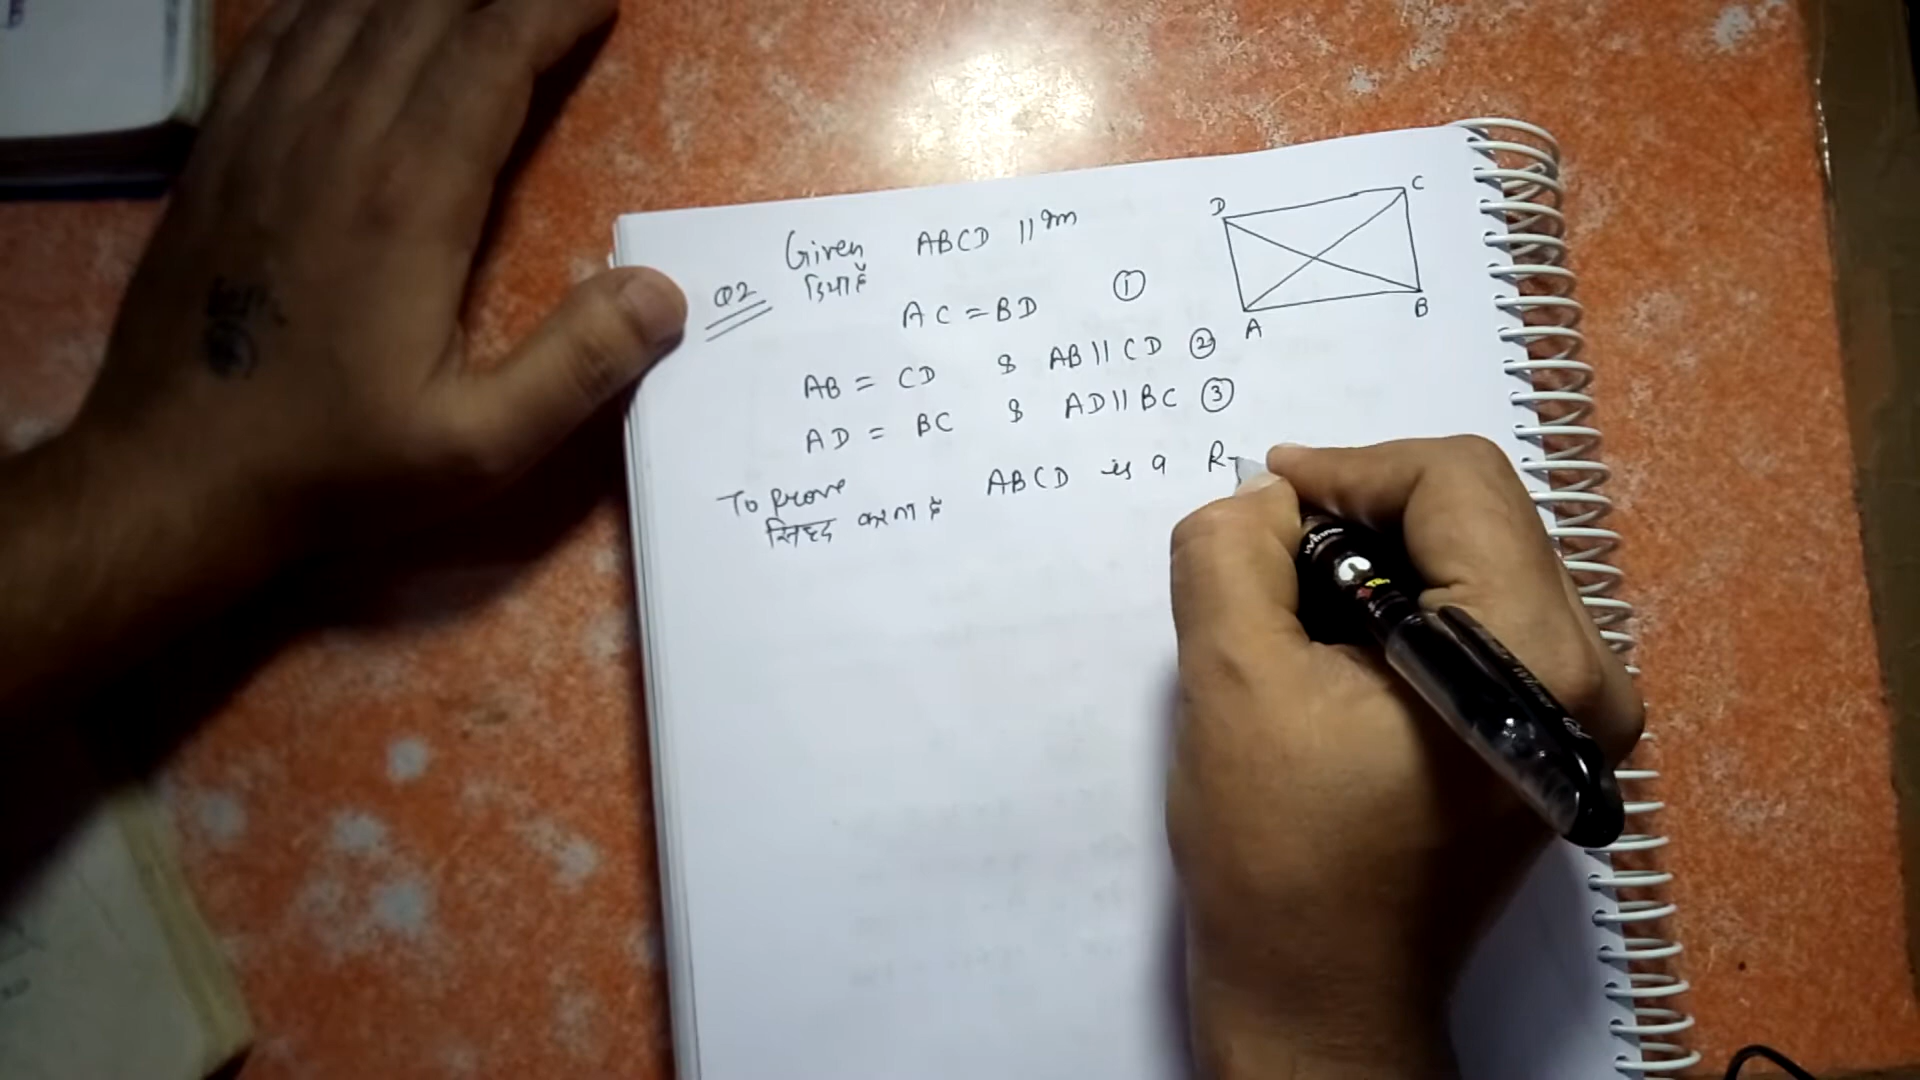 Given ABCD ||gm
Q2 दिया है
AC = BD ①
AB = CD & AB || CD ②
AD = BC & AD || BC ③
To prove ABCD is a R
सिद्ध करना है
D
C
A
B
Winner